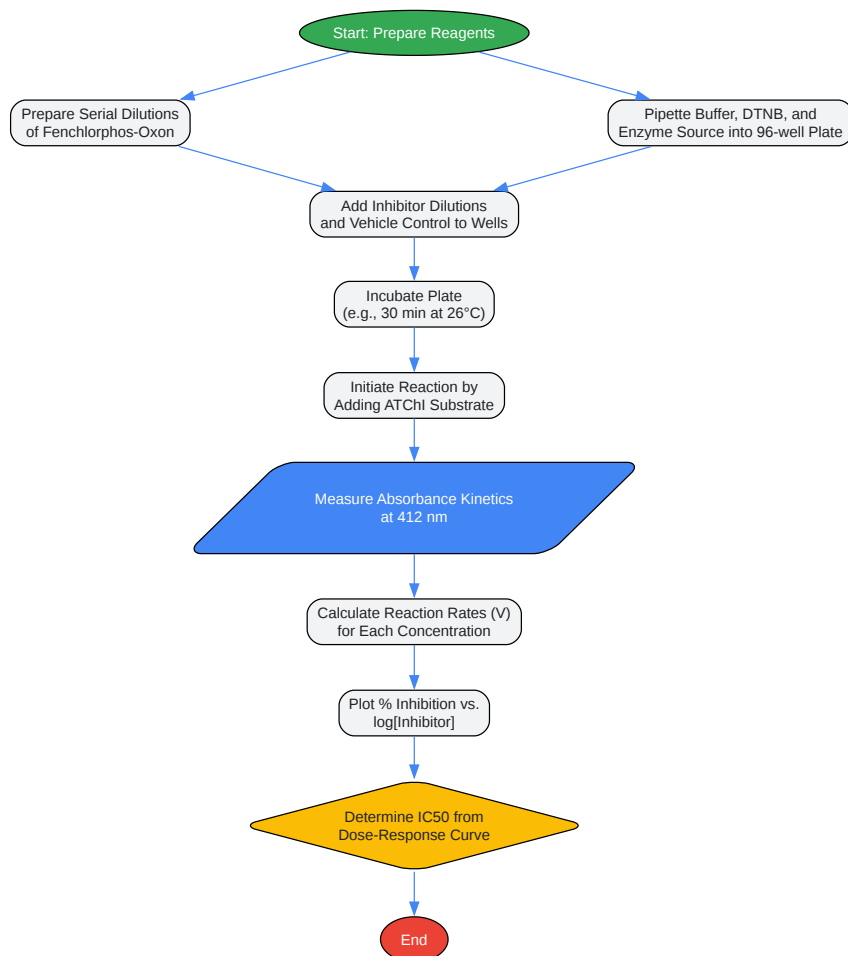 Start: Prepare Reagents
Prepare Serial Dilutions
of Fenchlorphos-Oxon
Pipette Buffer, DTNB, and
Enzyme Source into 96-well Plate
Add Inhibitor Dilutions
and Vehicle Control to Wells
Incubate Plate
(e.g., 30 min at 26°C)
Initiate Reaction by
Adding ATChI Substrate
Measure Absorbance Kinetics
at 412 nm
Calculate Reaction Rates (V)
for Each Concentration
Plot % Inhibition vs.
log[Inhibitor]
Determine IC50 from
Dose-Response Curve
End